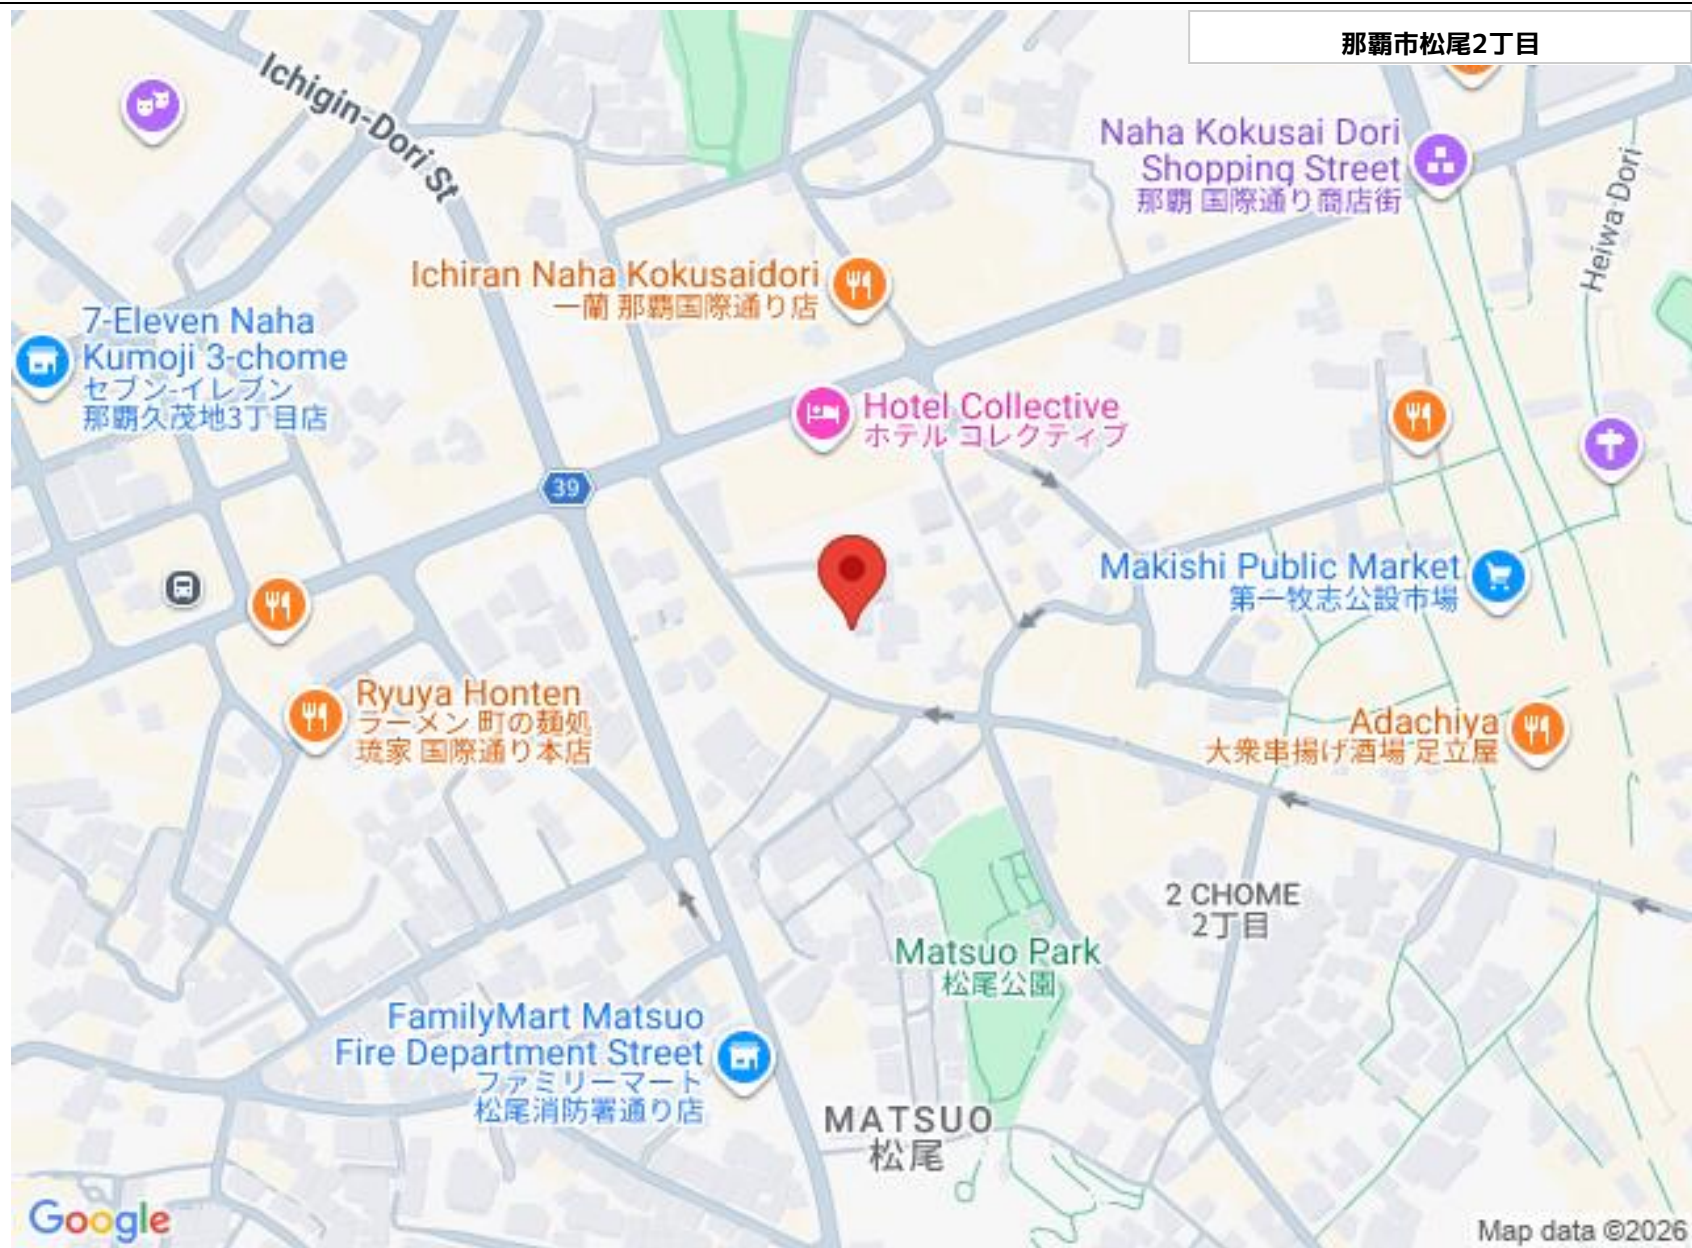 那覇市松尾2丁目
Ichigin-Dori St
Naha Kokusai Dori
Shopping Street
那覇 国際通り商店街
Heiwa Dori
Ichiran Naha Kokusaidori
一蘭 那覇国際通り店
7-Eleven Naha
Kumoji 3-chome
セブン-イレブン
那覇久茂地3丁目店
Hotel Collective
ホテル コレクティブ
39
Makishi Public Market
第一牧志公設市場
Ryuya Honten
ラーメン 町の麺処
琉家 国際通り本店
Adachiya
大衆串揚げ酒場 足立屋
2 CHOME
2丁目
Matsuo Park
松尾公園
FamilyMart Matsuo
Fire Department Street
ファミリーマート
松尾消防署通り店
MATSUO
松尾
Google
Map data ©2026